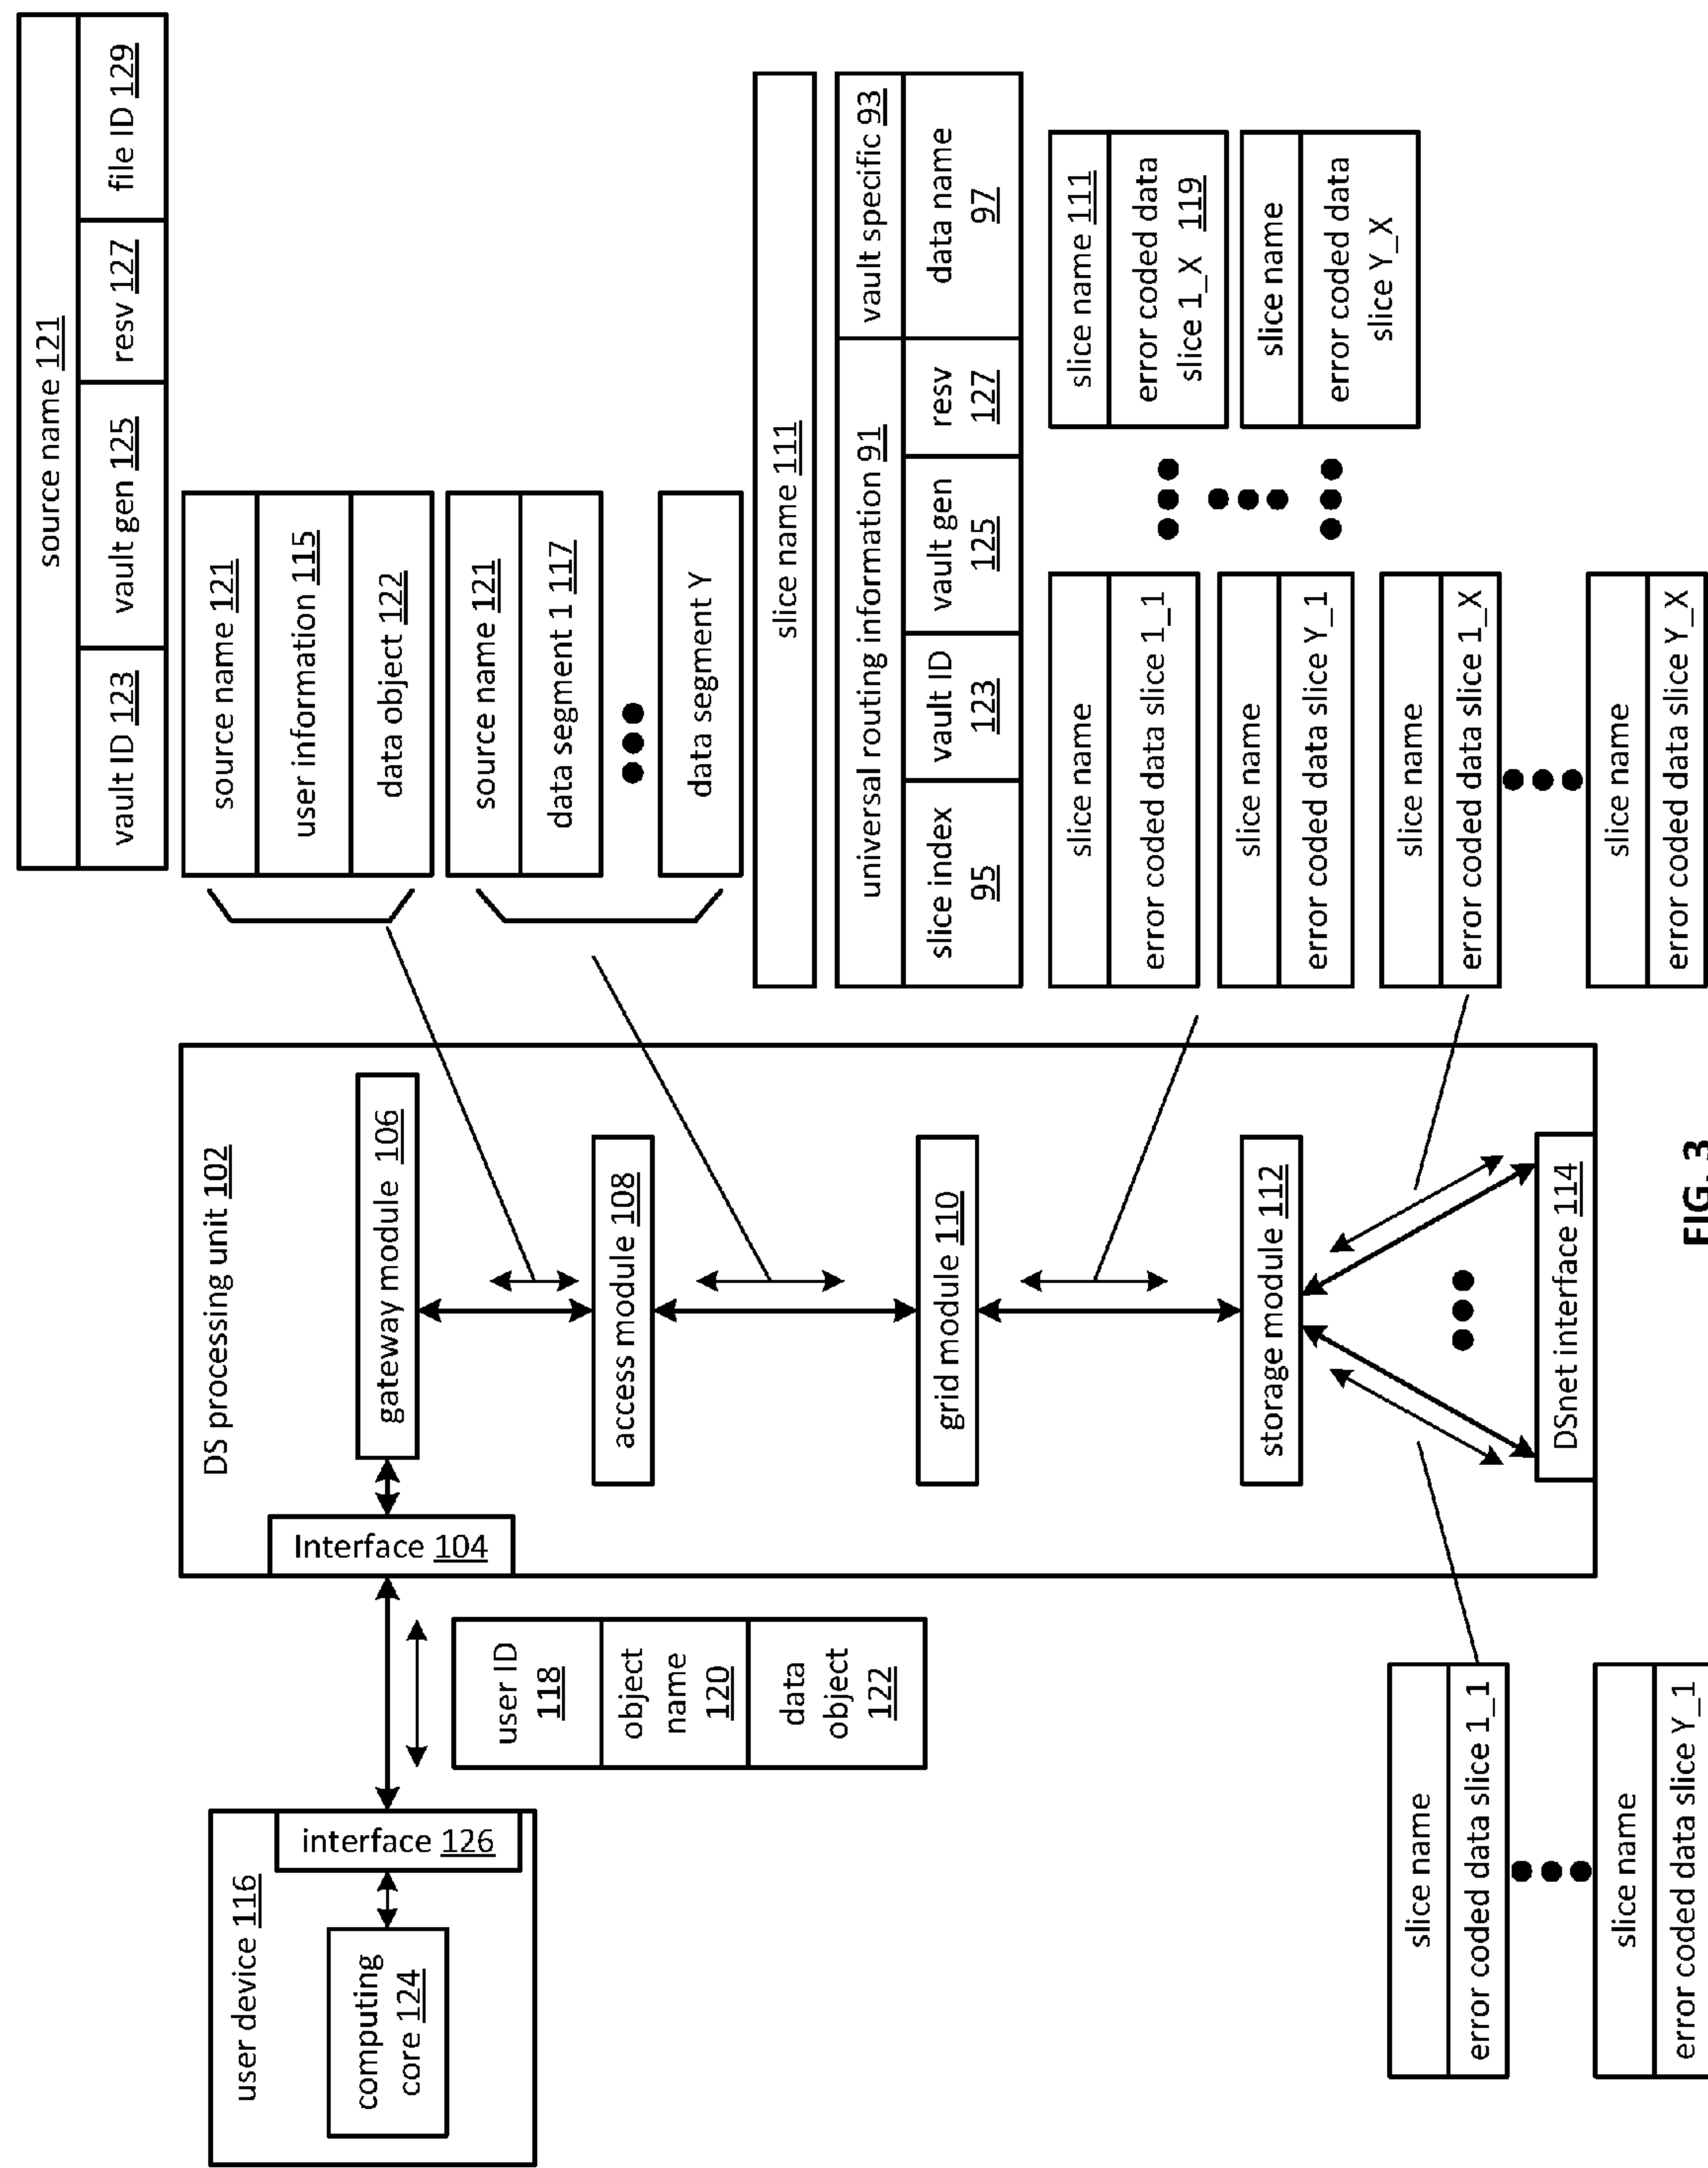 user device 116
computing
core 124
interface 126
user ID
118
object
name
120
data
object
122
DS processing unit 102
Interface 104
gateway module 106
access module 108
grid module 110
storage module 112
DSnet interface 114
source name 121
vault ID 123
vault gen 125
resv 127
file ID 129
source name 121
user information 115
data object 122
source name 121
data segment 1 117
data segment Y
slice name 111
universal routing information 91
vault specific 93
slice index
95
vault ID
123
vault gen
125
resv
127
data name
97
slice name
error coded data slice 1_1
slice name 111
error coded data
slice 1_X 119
slice name
error coded data slice Y_1
slice name
error coded data
slice Y_X
slice name
error coded data slice 1_1
slice name
error coded data slice Y_1
slice name
error coded data slice 1_X
slice name
error coded data slice Y_X
FIG. 3